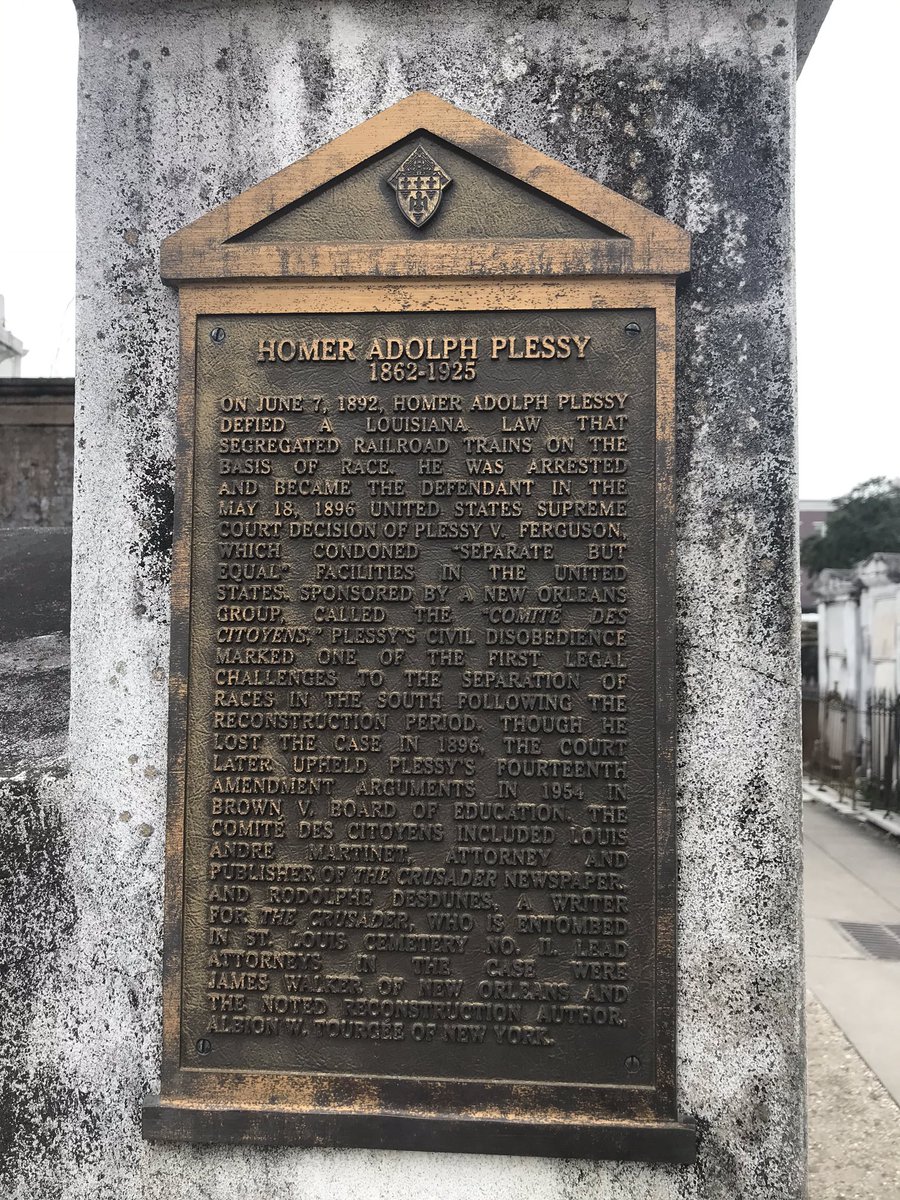 HOMER ADOLPH PLESSY
1862-1925
ON JUNE 7, 1892, HOMER ADOLPH PLESSY
DEFIED A LOUISIANA LAW THAT
SEGREGATED RAILROAD TRAINS ON THE
BASIS OF RACE. HE WAS ARRESTED
AND BECAME THE DEFENDANT IN THE
MAY 18, 1896 UNITED STATES SUPREME
COURT DECISION OF PLESSY V. FERGUSON,
WHICH CONDONED "SEPARATE BUT
EQUAL" FACILITIES IN THE UNITED
STATES. SPONSORED BY A NEW ORLEANS
GROUP, CALLED THE "COMITÉ DES
CITOYENS," PLESSY'S CIVIL DISOBEDIENCE
MARKED ONE OF THE FIRST LEGAL
CHALLENGES TO THE SEPARATION OF
RACES IN THE SOUTH FOLLOWING THE
RECONSTRUCTION PERIOD. THOUGH HE
LOST THE CASE IN 1896, THE COURT
LATER UPHELD PLESSY'S FOURTEENTH
AMENDMENT ARGUMENTS IN 1954 IN
BROWN V. BOARD OF EDUCATION. THE
COMITÉ DES CITOYENS INCLUDED LOUIS
ANDRE MARTINET, ATTORNEY AND
PUBLISHER OF THE CRUSADER NEWSPAPER,
AND RODOLPHE DESDUNES, A WRITER
FOR THE CRUSADER, WHO IS ENTOMBED
IN ST. LOUIS CEMETERY NO. II. LEAD
ATTORNEYS IN THE CASE WERE
JAMES WALKER OF NEW ORLEANS AND
THE NOTED RECONSTRUCTION AUTHOR,
ALBION W. TOURGÉE OF NEW YORK.